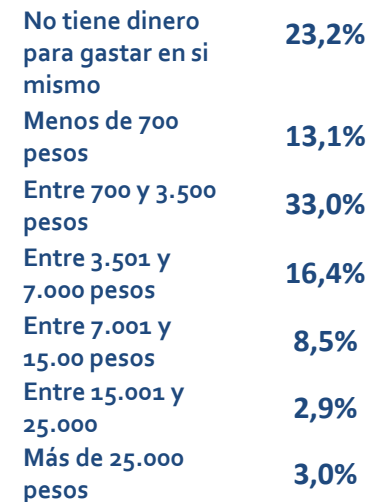 No tiene dinero
para gastar en si
mismo
23,2%
Menos de 700
pesos
13,1%
Entre 700 y 3.500
pesos
33,0%
Entre 3.501 y
7.000 pesos
16,4%
Entre 7.001 y
15.00 pesos
8,5%
Entre 15.001 y
25.000
2,9%
Más de 25.000
pesos
3,0%